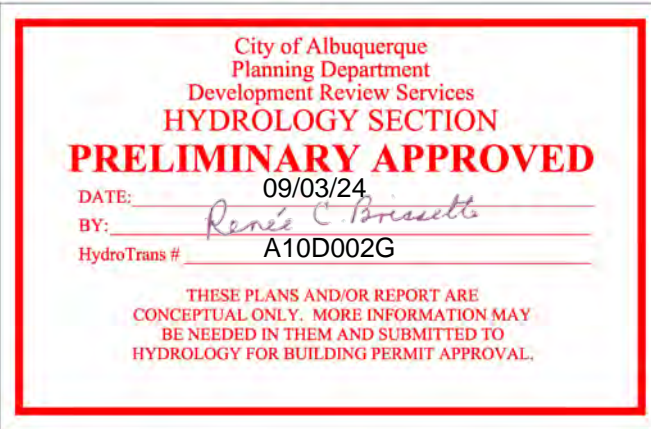 City of Albuquerque
Planning Department
Development Review Services
HYDROLOGY SECTION
PRELIMINARY APPROVED
DATE: 09/03/24
BY: Renée C. Brissette
HydroTrans # A10D002G
THESE PLANS AND/OR REPORT ARE
CONCEPTUAL ONLY. MORE INFORMATION MAY
BE NEEDED IN THEM AND SUBMITTED TO
HYDROLOGY FOR BUILDING PERMIT APPROVAL.